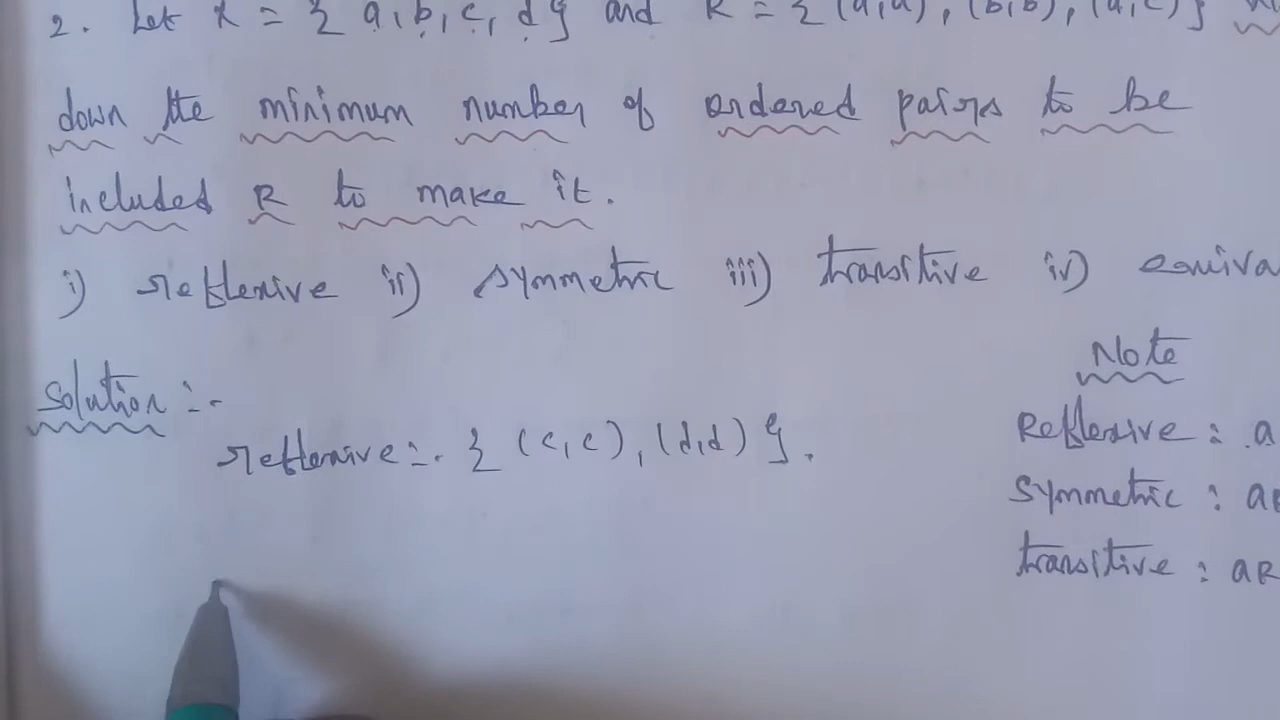 2. Let X = { a, b, c, d } and R = { (a,a), (b,b), (a,c) }
down the minimum number of ordered pairs to be
included R to make it.
i) reflexive ii) symmetric iii) transitive iv) equiva
Solution :-
reflexive :- { (c,c), (d,d) }.
Note
Reflexive : a
Symmetric : aR
transitive : aR